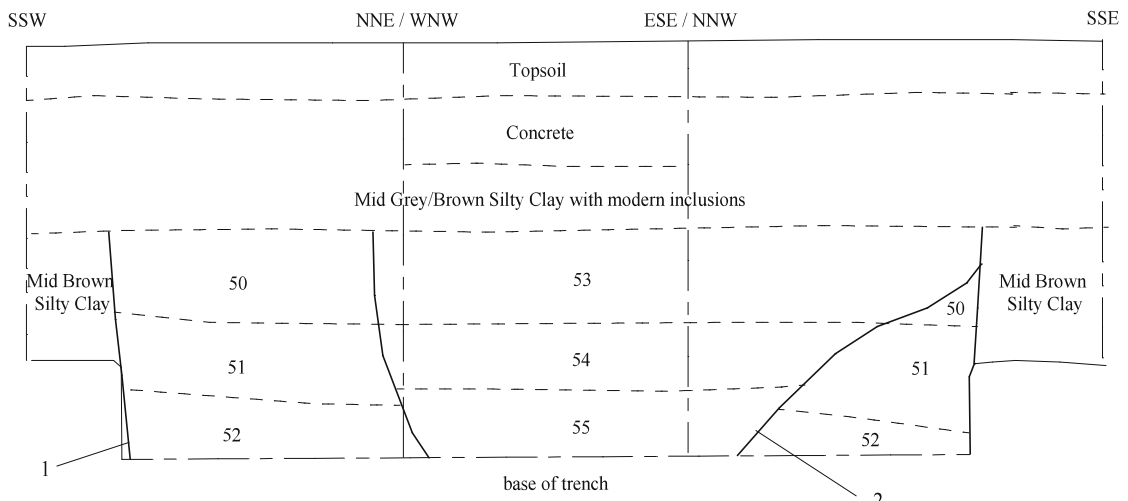 SSW NNE / WNW ESE / NNW SSE
Topsoil
Concrete
Mid Grey/Brown Silty Clay with modern inclusions
Mid Brown
Silty Clay
50
53
50
Mid Brown
Silty Clay
51
54
51
52
55
52
1
base of trench
2